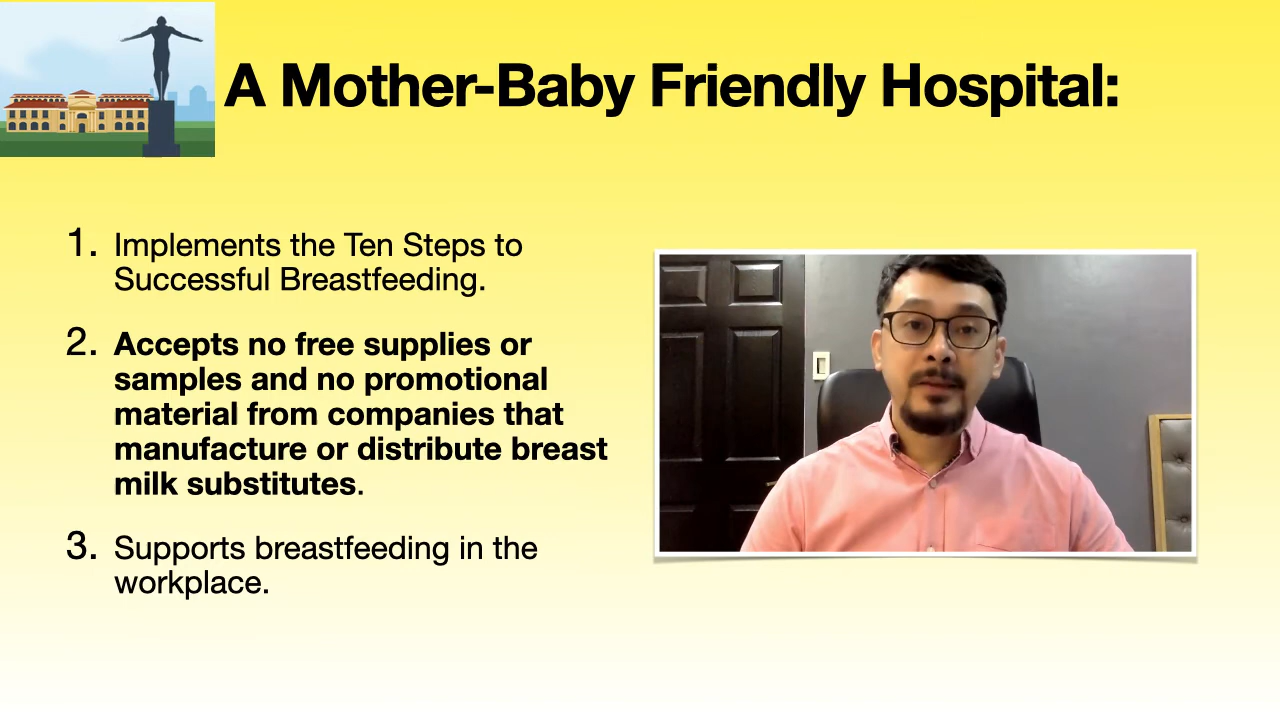 A Mother-Baby Friendly Hospital:
1. Implements the Ten Steps to
Successful Breastfeeding.
2. Accepts no free supplies or
samples and no promotional
material from companies that
manufacture or distribute breast
milk substitutes.
3. Supports breastfeeding in the
workplace.